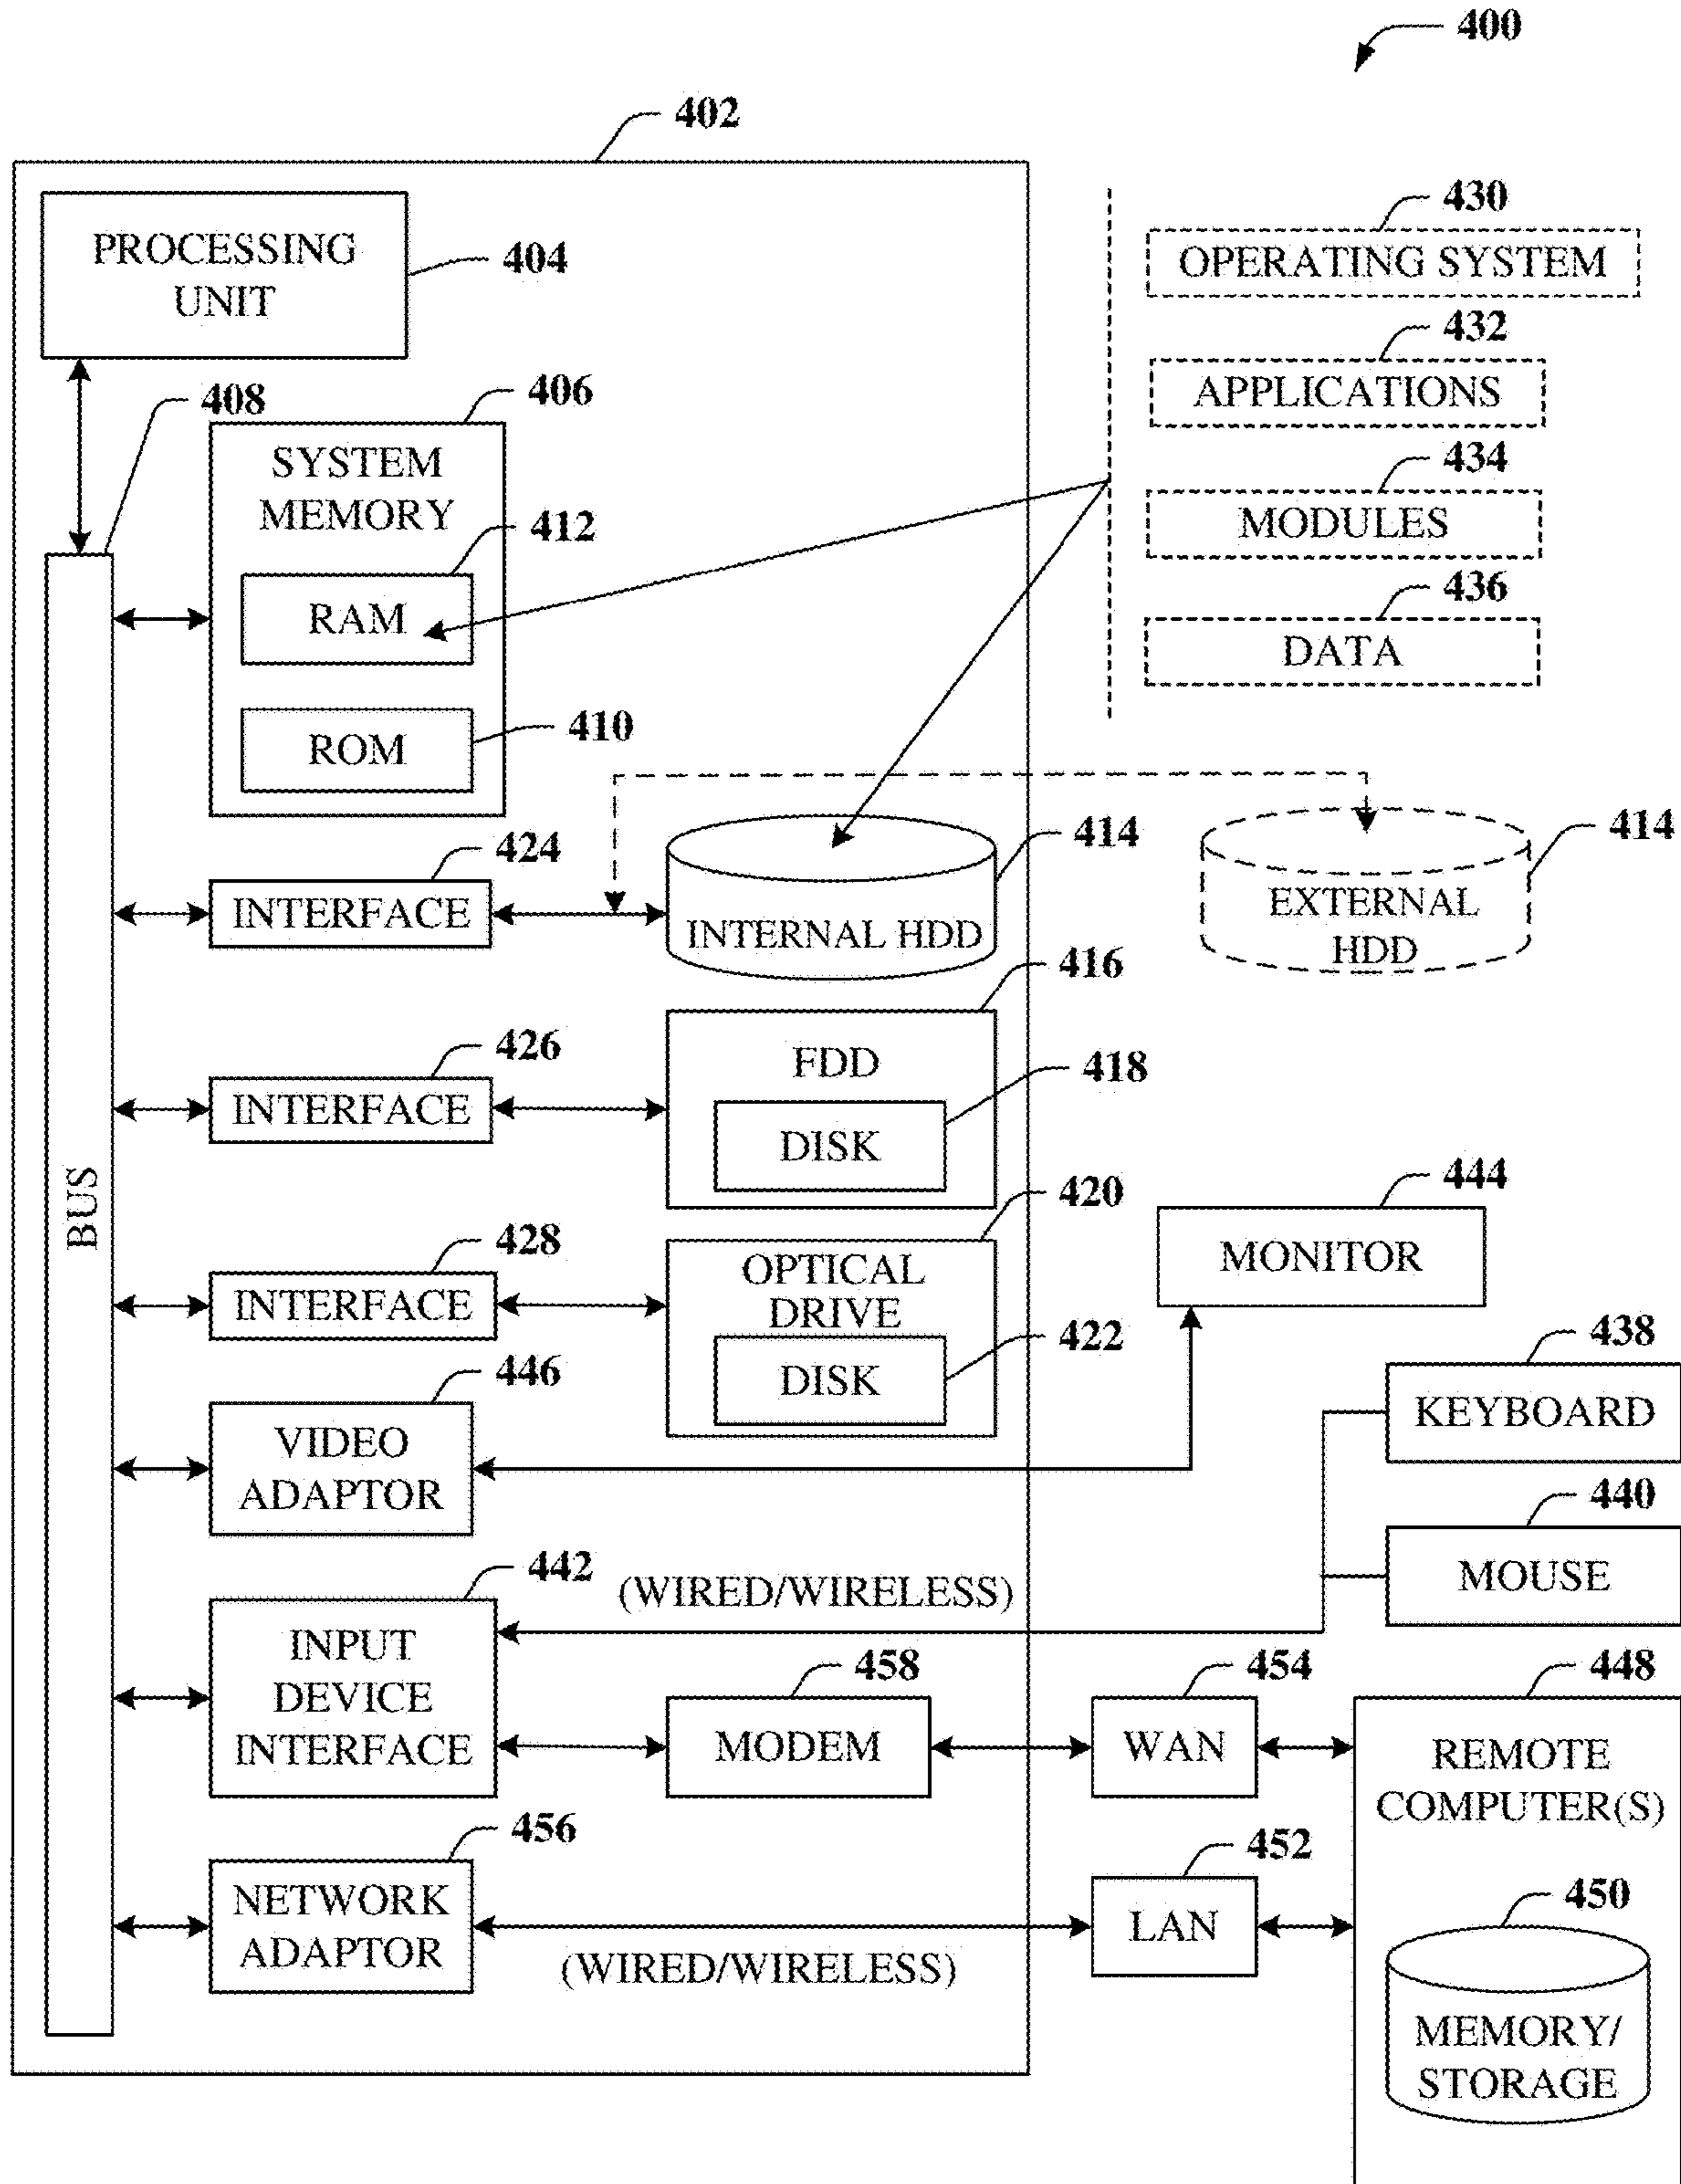 400
402
PROCESSING
UNIT
404
430
OPERATING SYSTEM
432
APPLICATIONS
434
MODULES
436
DATA
408
406
SYSTEM
MEMORY
412
RAM
410
ROM
BUS
424
INTERFACE
414
INTERNAL HDD
414
EXTERNAL
HDD
426
INTERFACE
416
FDD
418
DISK
428
INTERFACE
420
OPTICAL
DRIVE
422
DISK
444
MONITOR
446
VIDEO
ADAPTOR
438
KEYBOARD
440
MOUSE
442
INPUT
DEVICE
INTERFACE
(WIRED/WIRELESS)
458
MODEM
454
WAN
448
REMOTE
COMPUTER(S)
456
NETWORK
ADAPTOR
(WIRED/WIRELESS)
452
LAN
450
MEMORY/
STORAGE